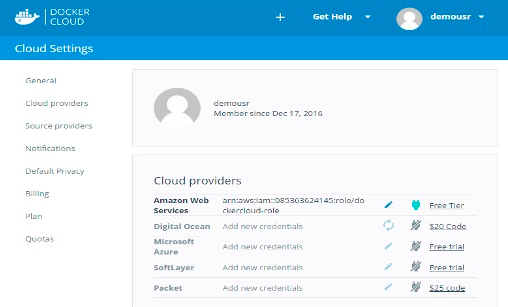 DOCKER
CLOUD
+ Get Help demousr
Cloud Settings
General
Cloud providers
Source providers
Notifications
Default Privacy
Billing
Plan
Quotas
demousr
Member since Dec 17, 2016
Cloud providers
Amazon Web Services arn:aws:iam::085363624145:role/dockercloud-role Free Tier
Digital Ocean Add new credentials $20 Code
Microsoft Azure Add new credentials Free trial
SoftLayer Add new credentials Free trial
Packet Add new credentials $25 code